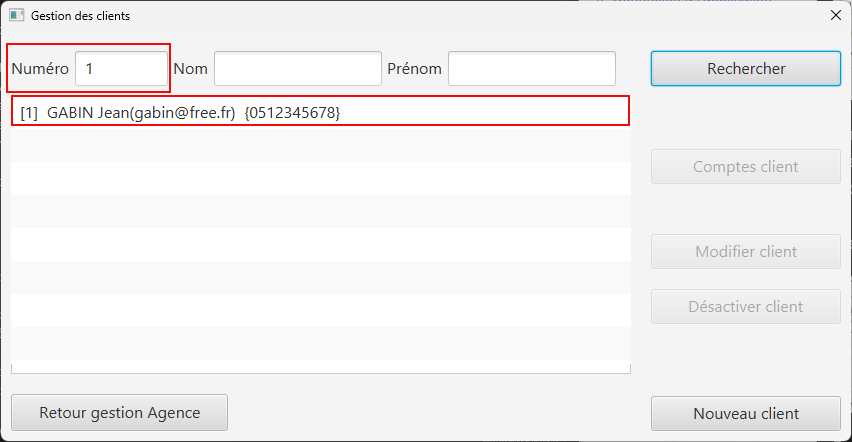 Gestion des clients
Numéro 1 Nom Prénom Rechercher
[1] GABIN Jean(gabin@free.fr) {0512345678}
Comptes client
Modifier client
Désactiver client
Retour gestion Agence
Nouveau client